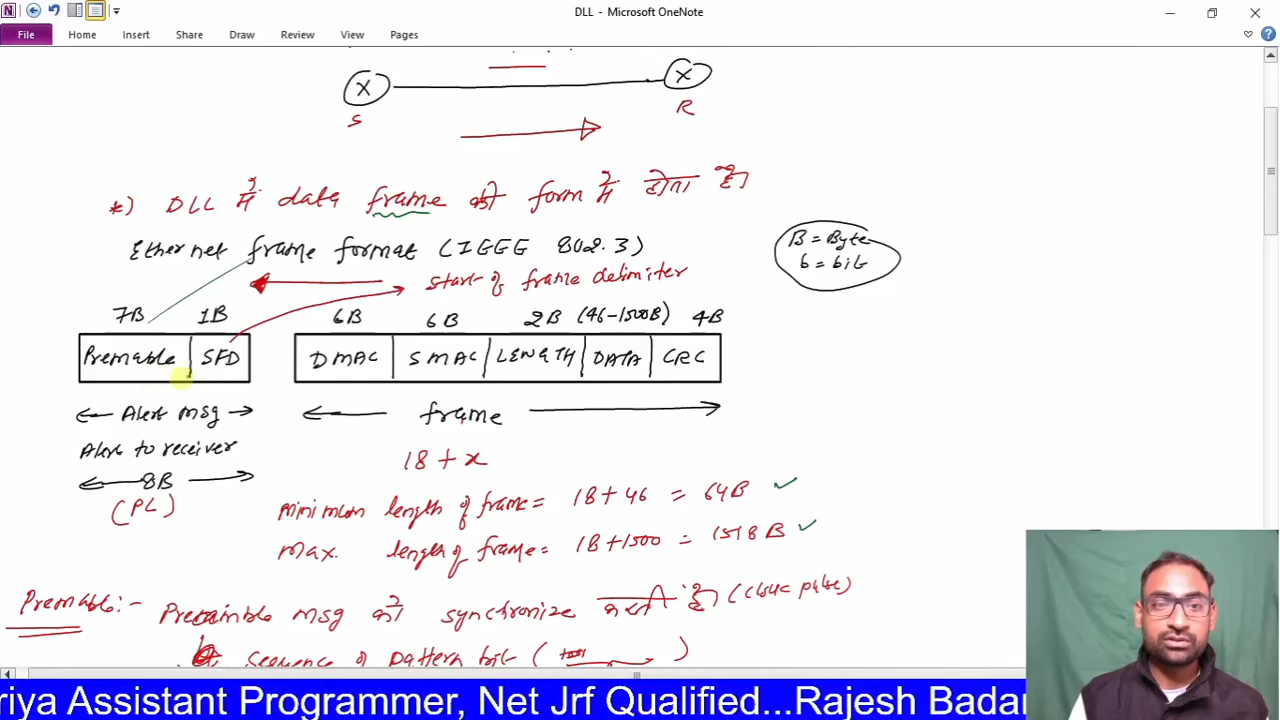 DLL - Microsoft OneNote
File Home Insert Share Draw Review View Pages
X X
S R
*) DLL में data frame की form में होता है
Ethernet frame format (IEEE 802.3)
B = Byte
b = bit
start of frame delimiter
7B 1B 6B 6B 2B (46-1500B) 4B
Premable SFD DMAC SMAC LENGTH DATA CRC
Alert msg frame
Alert to receiver
18 + x
8B
(PL)
minimum length of frame = 18+46 = 64B ✓
max. length of frame = 18+1500 = 1518 B ✓
Premable:- Preamble msg को synchronize करता है (clock pulse)
sequence of pattern bit ( )
riya Assistant Programmer, Net Jrf Qualified...Rajesh Badan